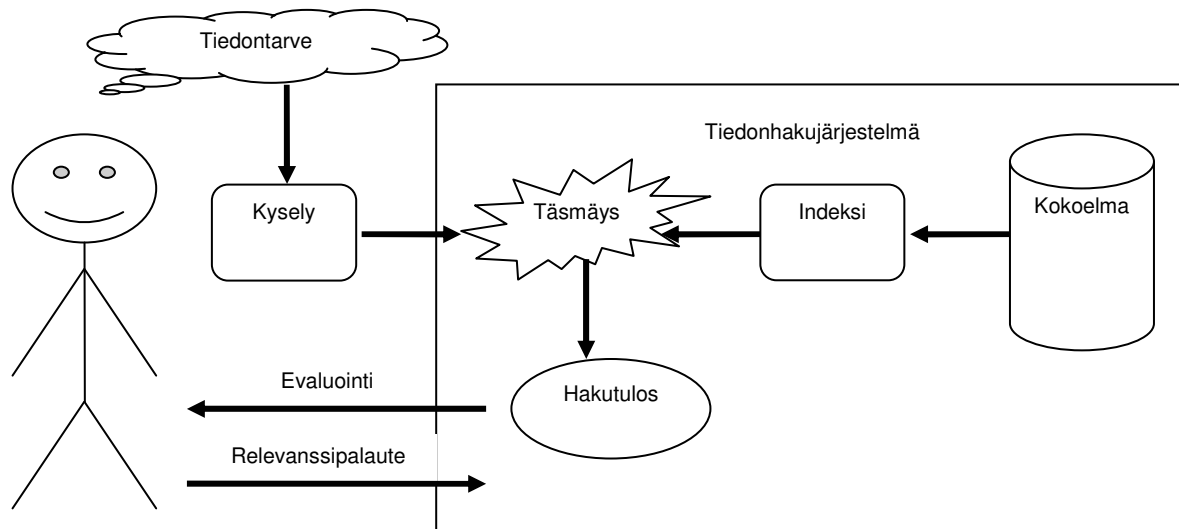 Tiedontarve
Tiedonhakujärjestelmä
Kysely
Täsmäys
Indeksi
Kokoelma
Evaluointi
Hakutulos
Relevanssipalaute